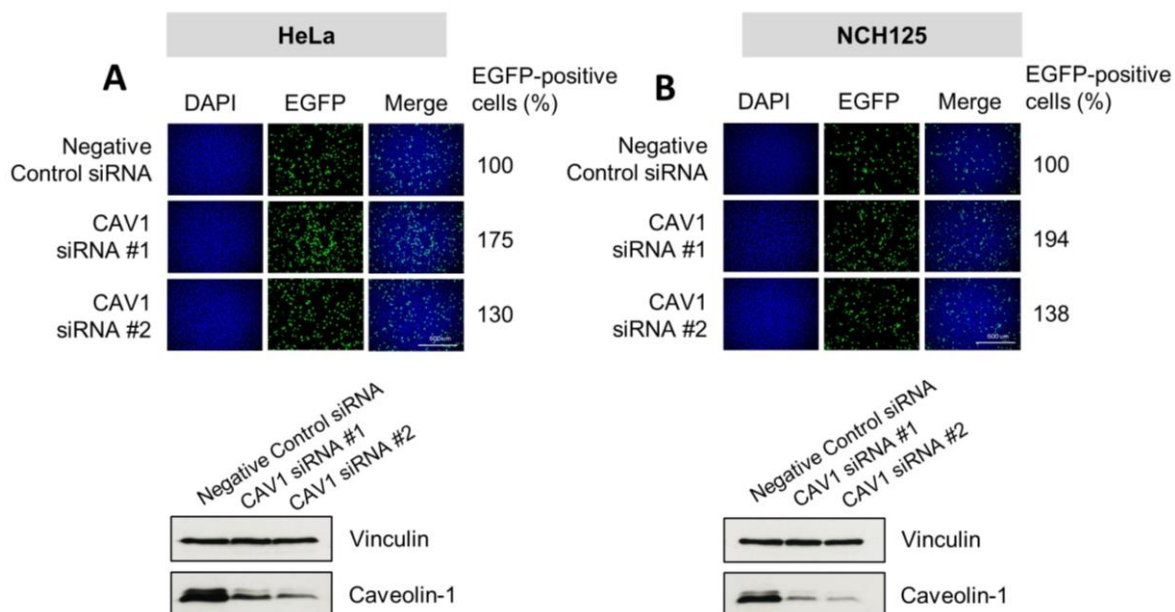 HeLa
A
DAPI
EGFP
Merge
EGFP-positive
cells (%)
Negative
Control siRNA
100
CAV1
siRNA #1
175
CAV1
siRNA #2
130
600 um
Negative Control siRNA
CAV1 siRNA #1
CAV1 siRNA #2
Vinculin
Caveolin-1
NCH125
B
DAPI
EGFP
Merge
EGFP-positive
cells (%)
Negative
Control siRNA
100
CAV1
siRNA #1
194
CAV1
siRNA #2
138
Negative Control siRNA
CAV1 siRNA #1
CAV1 siRNA #2
Vinculin
Caveolin-1